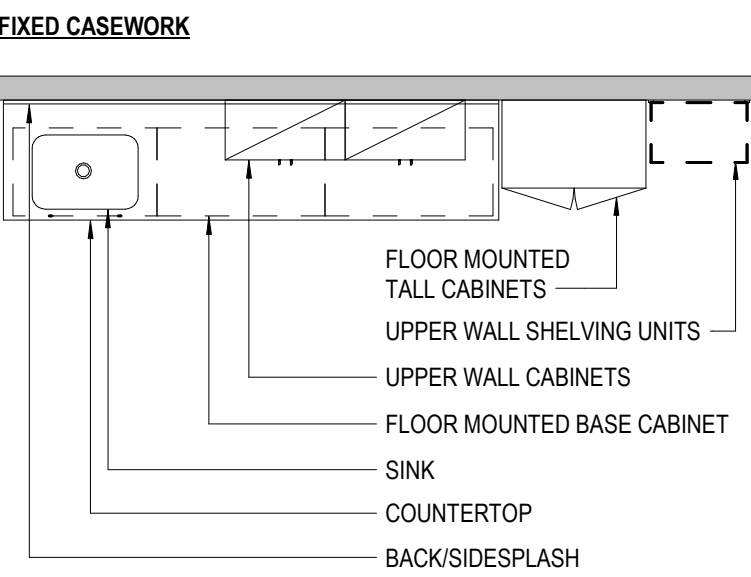 FIXED CASEWORK
FLOOR MOUNTED
TALL CABINETS
UPPER WALL SHELVING UNITS
UPPER WALL CABINETS
FLOOR MOUNTED BASE CABINET
SINK
COUNTERTOP
BACK/SIDESPLASH